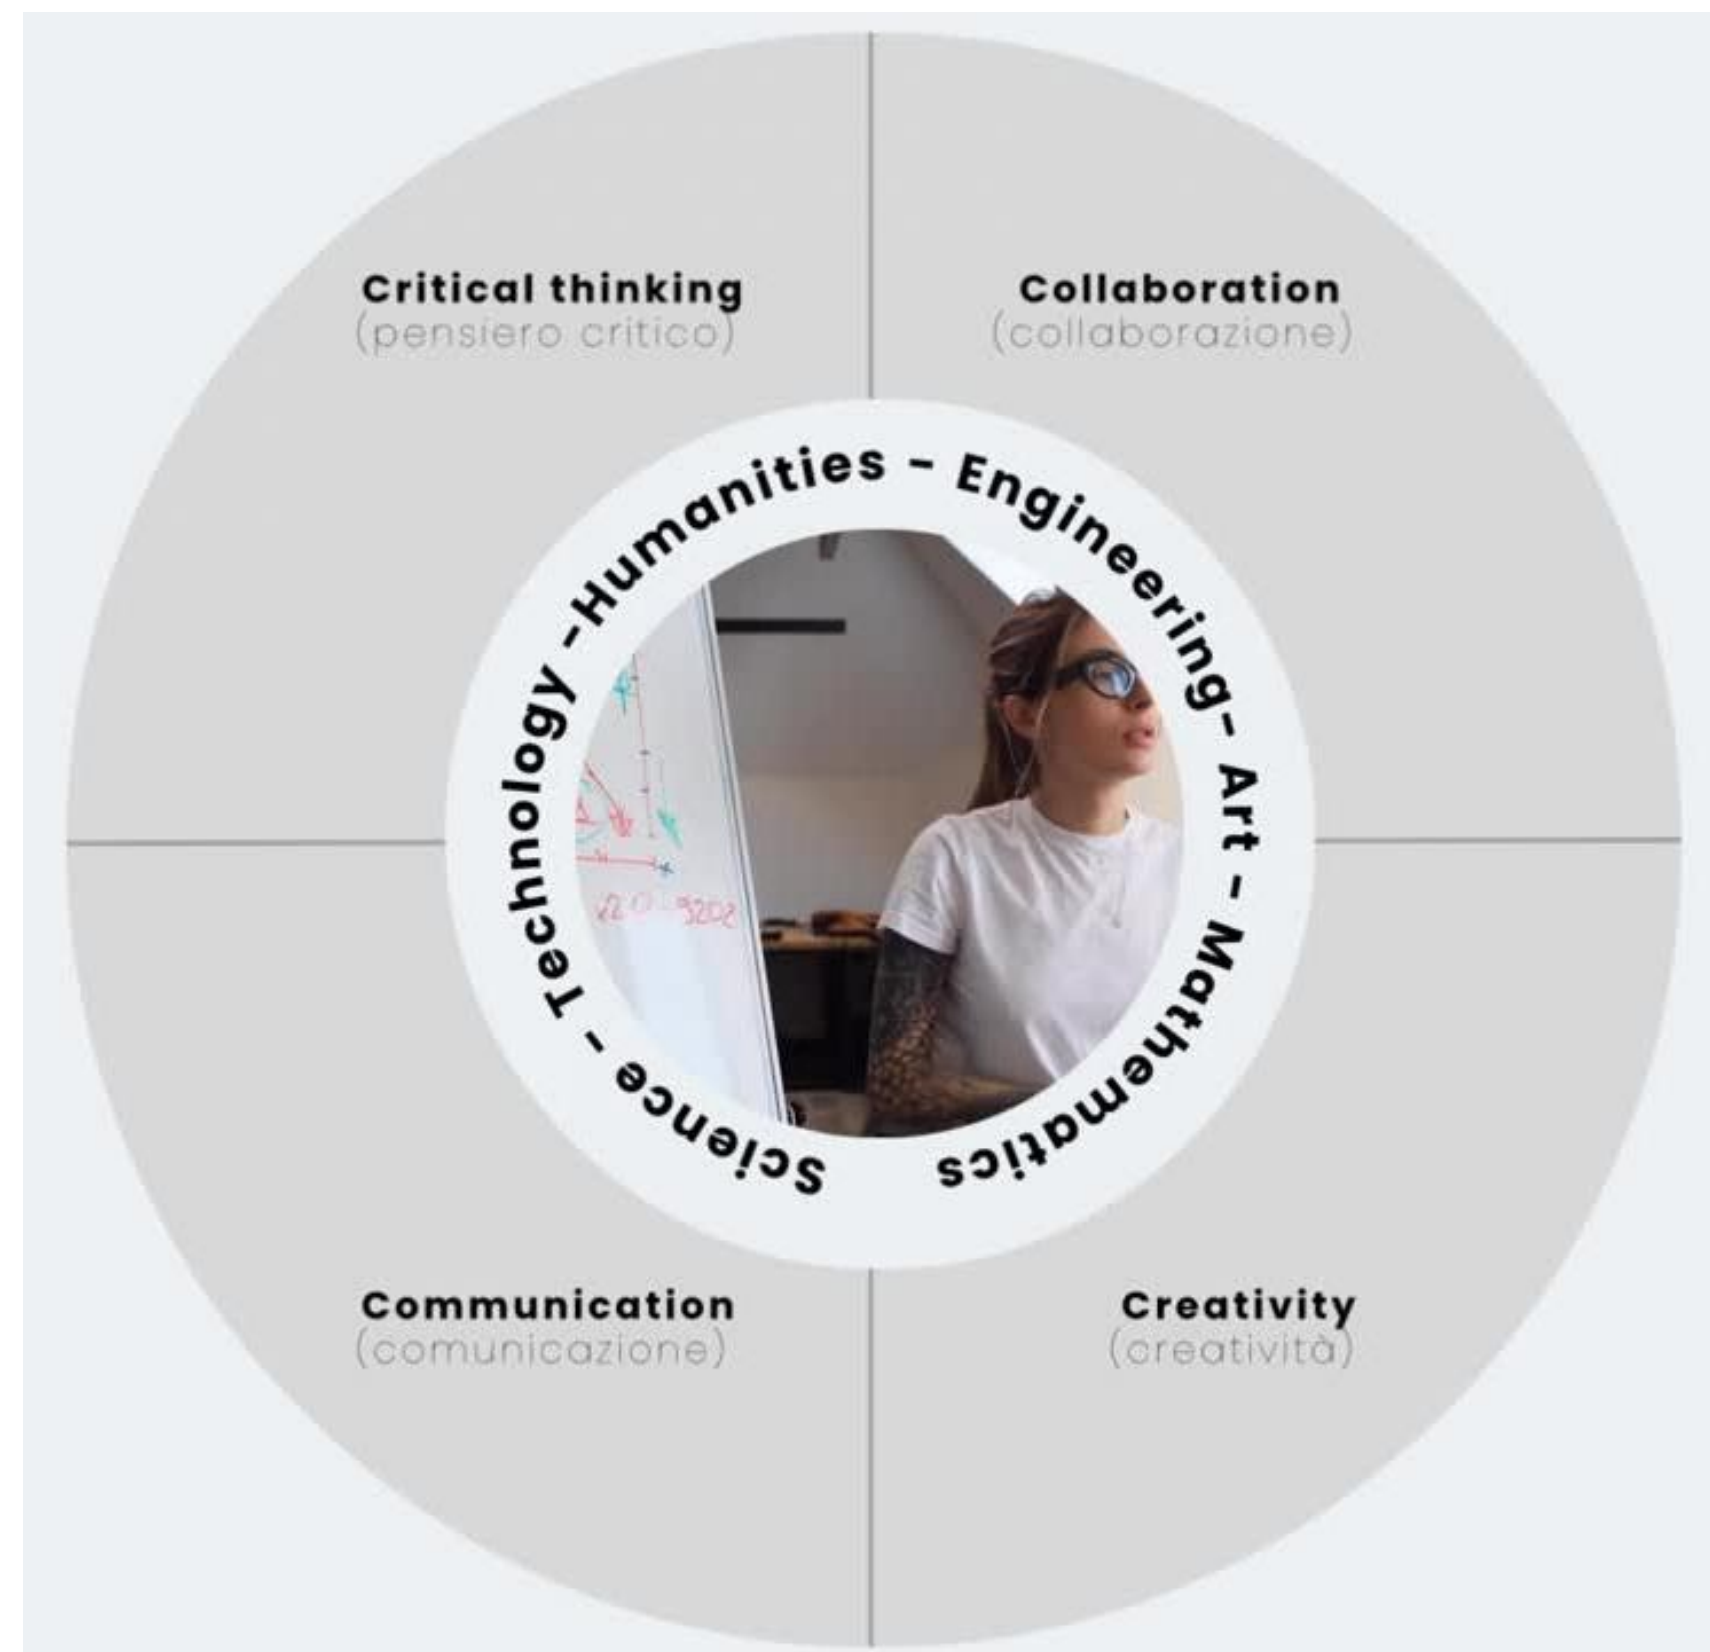 Critical thinking
(pensiero critico)
Collaboration
(collaborazione)
Science - Technology -Humanities - Engineering- Art - Mathematics
Communication
(comunicazione)
Creativity
(creatività)